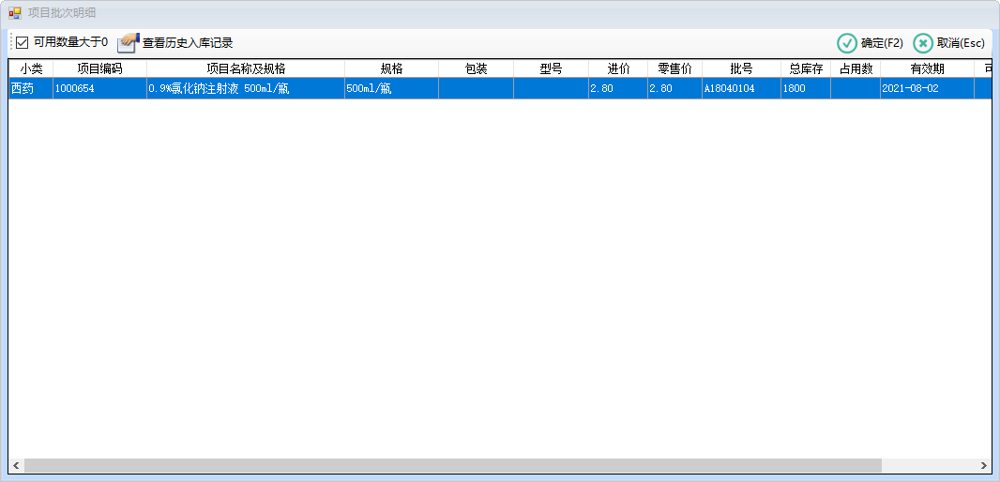 项目批次明细
可用数量大于0 查看历史入库记录 确定(F2) 取消(Esc)
小类 项目编码 项目名称及规格 规格 包装 型号 进价 零售价 批号 总库存 占用数 有效期
西药 1000654 0.9%氯化钠注射液 500ml/瓶 500ml/瓶 2.80 2.80 A18040104 1800 2021-08-02